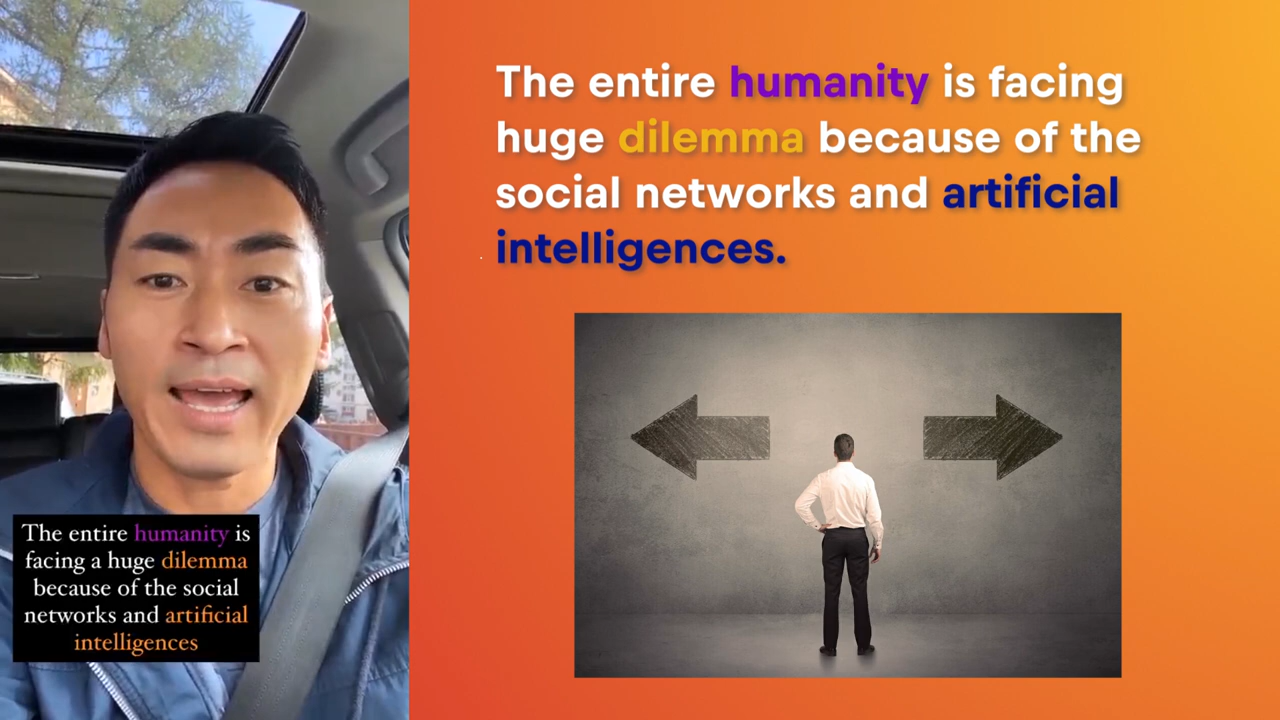 The entire humanity is facing
huge dilemma because of the
social networks and artificial
intelligences.
The entire humanity is
facing a huge dilemma
because of the social
networks and artificial
intelligences